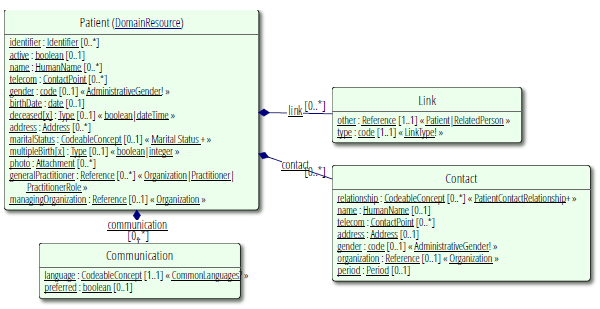 Patient (DomainResource)
identifier : Identifier [0..*]
active : boolean [0..1]
name : HumanName [0..*]
telecom : ContactPoint [0..*]
gender : code [0..1] « AdministrativeGender! »
birthDate : date [0..1]
deceased[x] : Type [0..1] « boolean|dateTime »
address : Address [0..*]
maritalStatus : CodeableConcept [0..1] « Marital Status + »
multipleBirth[x] : Type [0..1] « boolean|integer »
photo : Attachment [0..*]
generalPractitioner : Reference [0..*] « Organization|Practitioner|
PractitionerRole »
managingOrganization : Reference [0..1] « Organization »
link [0..*]
Link
other : Reference [1..1] « Patient|RelatedPerson »
type : code [1..1] « LinkType! »
contact [0..*]
Contact
relationship : CodeableConcept [0..*] « PatientContactRelationship+ »
name : HumanName [0..1]
telecom : ContactPoint [0..*]
address : Address [0..1]
gender : code [0..1] « AdministrativeGender! »
organization : Reference [0..1] « Organization »
period : Period [0..1]
communication
[0..*]
Communication
language : CodeableConcept [1..1] « CommonLanguages? »
preferred : boolean [0..1]